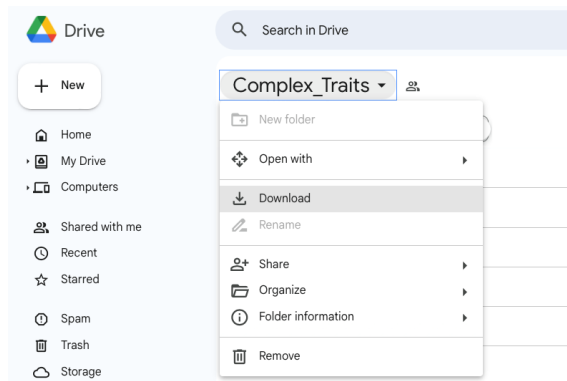 Drive
Search in Drive
New
Complex_Traits
New folder
Home
My Drive
Open with
Computers
Download
Shared with me
Rename
Recent
Share
Starred
Organize
Spam
Folder information
Trash
Remove
Storage